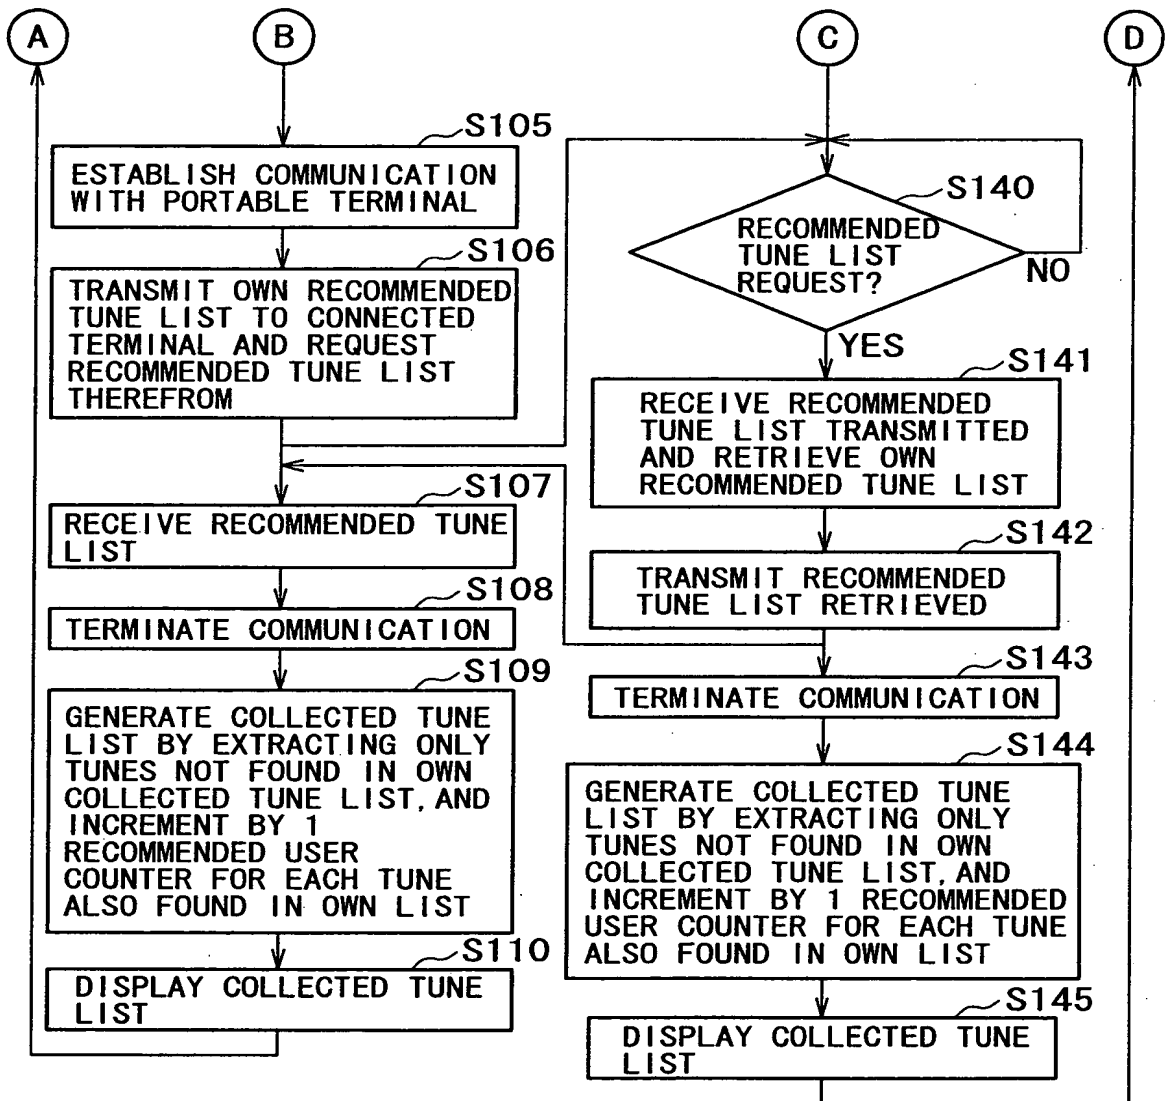 A
B
C
D
S105
ESTABLISH COMMUNICATION
WITH PORTABLE TERMINAL
S106
TRANSMIT OWN RECOMMENDED
TUNE LIST TO CONNECTED
TERMINAL AND REQUEST
RECOMMENDED TUNE LIST
THEREFROM
S107
RECEIVE RECOMMENDED TUNE
LIST
S108
TERMINATE COMMUNICATION
S109
GENERATE COLLECTED TUNE
LIST BY EXTRACTING ONLY
TUNES NOT FOUND IN OWN
COLLECTED TUNE LIST, AND
INCREMENT BY 1
RECOMMENDED USER
COUNTER FOR EACH TUNE
ALSO FOUND IN OWN LIST
S110
DISPLAY COLLECTED TUNE
LIST
S140
RECOMMENDED
TUNE LIST
REQUEST?
NO
YES
S141
RECEIVE RECOMMENDED
TUNE LIST TRANSMITTED
AND RETRIEVE OWN
RECOMMENDED TUNE LIST
S142
TRANSMIT RECOMMENDED
TUNE LIST RETRIEVED
S143
TERMINATE COMMUNICATION
S144
GENERATE COLLECTED TUNE
LIST BY EXTRACTING ONLY
TUNES NOT FOUND IN OWN
COLLECTED TUNE LIST, AND
INCREMENT BY 1 RECOMMENDED
USER COUNTER FOR EACH TUNE
ALSO FOUND IN OWN LIST
S145
DISPLAY COLLECTED TUNE
LIST